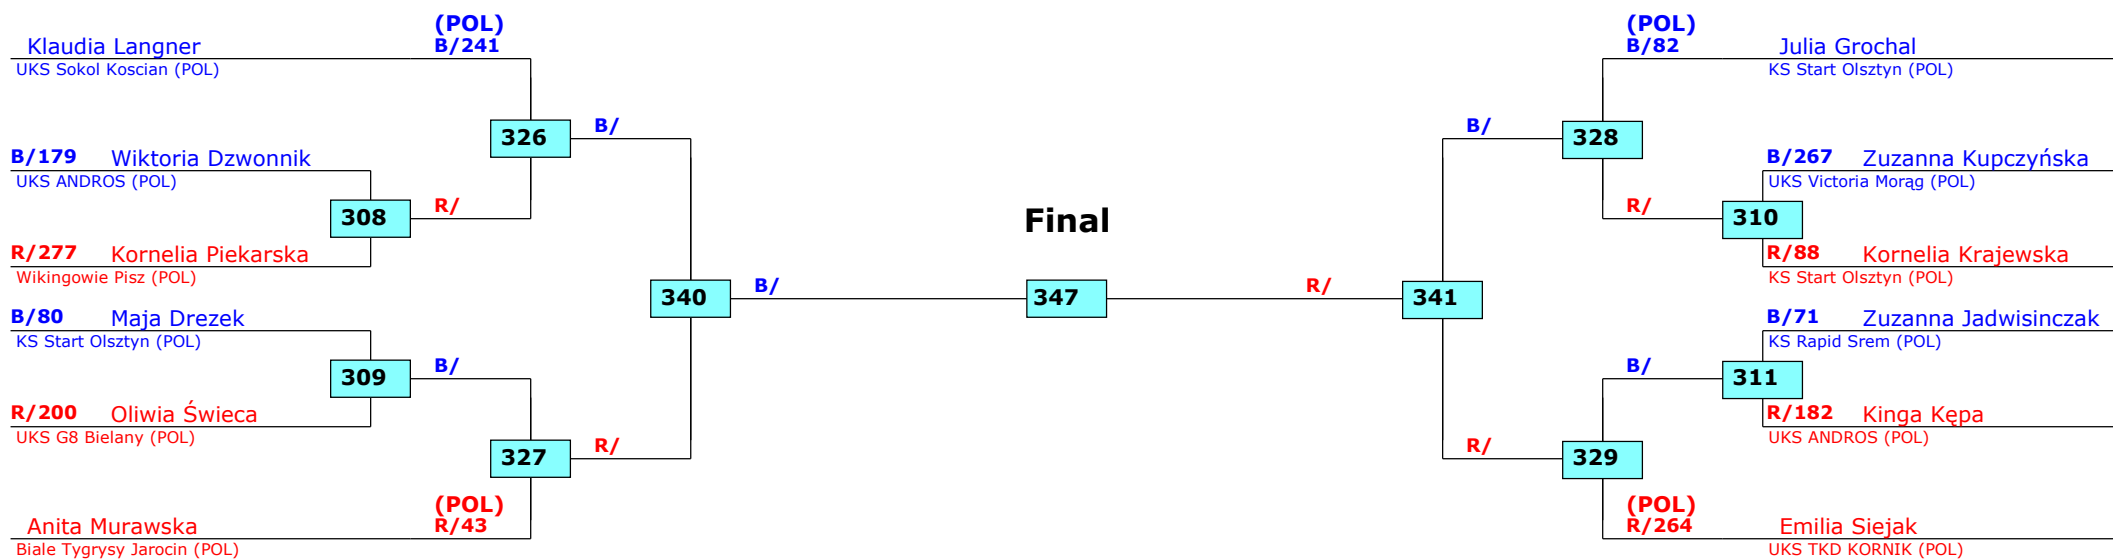 (POL)
Klaudia Langner B/241
UKS Sokol Koscian (POL)
326 B/
B/179 Wiktoria Dzwonnik
UKS ANDROS (POL)
308 R/
R/277 Kornelia Piekarska
Wikingowie Pisz (POL)
340 B/
B/80 Maja Drezek
KS Start Olsztyn (POL)
309 B/
R/200 Oliwia Świeca
UKS G8 Bielany (POL)
327 R/
(POL)
Anita Murawska R/43
Biale Tygrysy Jarocin (POL)
Final
347
(POL)
B/82 Julia Grochal
KS Start Olsztyn (POL)
B/ 328
B/267 Zuzanna Kupczyńska
UKS Victoria Morąg (POL)
R/ 310
R/88 Kornelia Krajewska
KS Start Olsztyn (POL)
R/ 341
B/71 Zuzanna Jadwisinczak
KS Rapid Srem (POL)
B/ 311
R/182 Kinga Kępa
UKS ANDROS (POL)
R/ 329
(POL)
R/264 Emilia Siejak
UKS TKD KORNIK (POL)